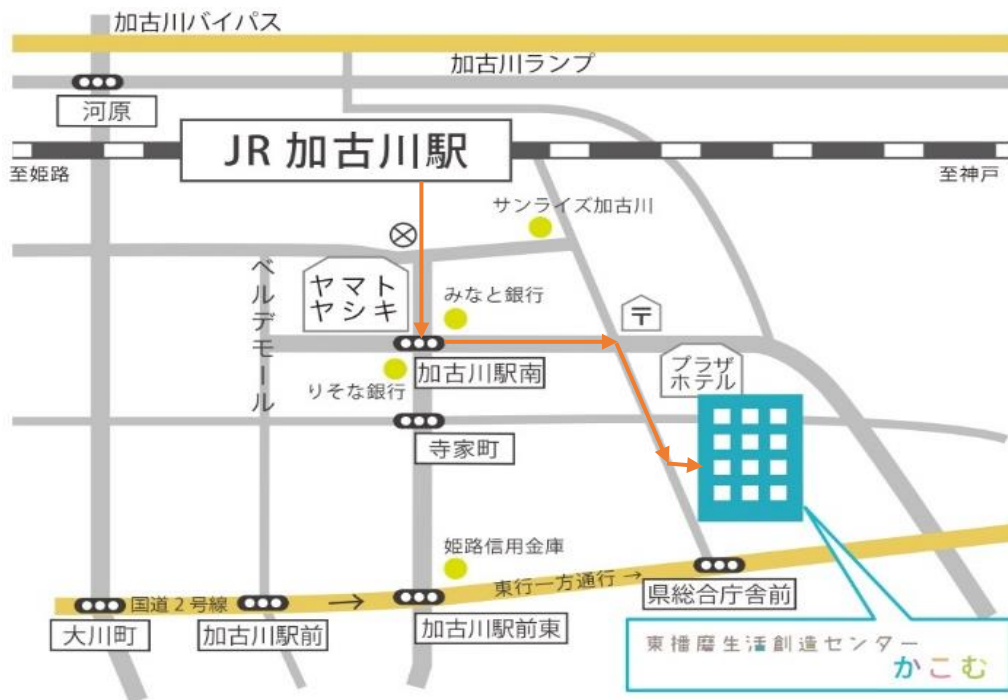 加古川バイパス
加古川ランプ
河原
JR 加古川駅
至姫路
至神戸
サンライズ加古川
ベルデモール
ヤマト
ヤシキ
みなと銀行
〒
加古川駅南
プラザ
ホテル
りそな銀行
寺家町
姫路信用金庫
東行一方通行 →
国道2号線
→
県総合庁舎前
大川町
加古川駅前
加古川駅前東
東播磨生活創造センター
かこむ